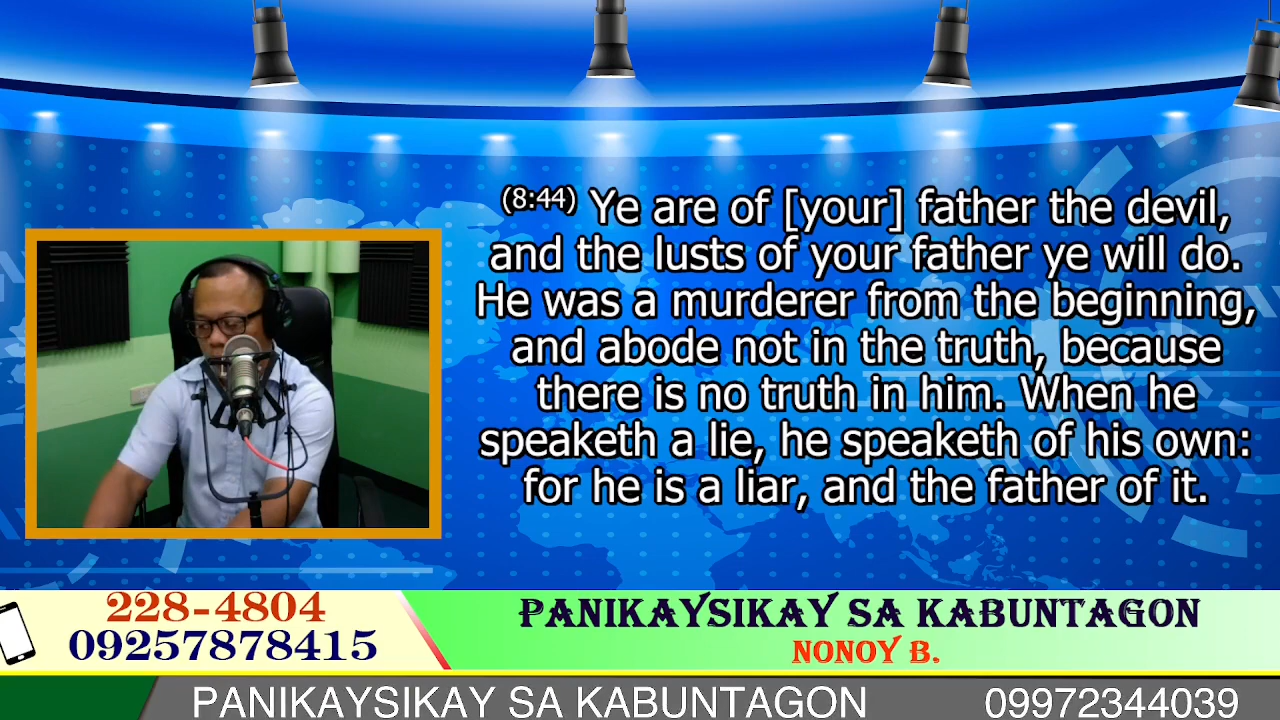 (8:44) Ye are of [your] father the devil,
and the lusts of your father ye will do.
He was a murderer from the beginning,
and abode not in the truth, because
there is no truth in him. When he
speaketh a lie, he speaketh of his own:
for he is a liar, and the father of it.
228-4804
09257878415
PANIKAYSIKAY SA KABUNTAGON
NONOY B.
PANIKAYSIKAY SA KABUNTAGON 09972344039